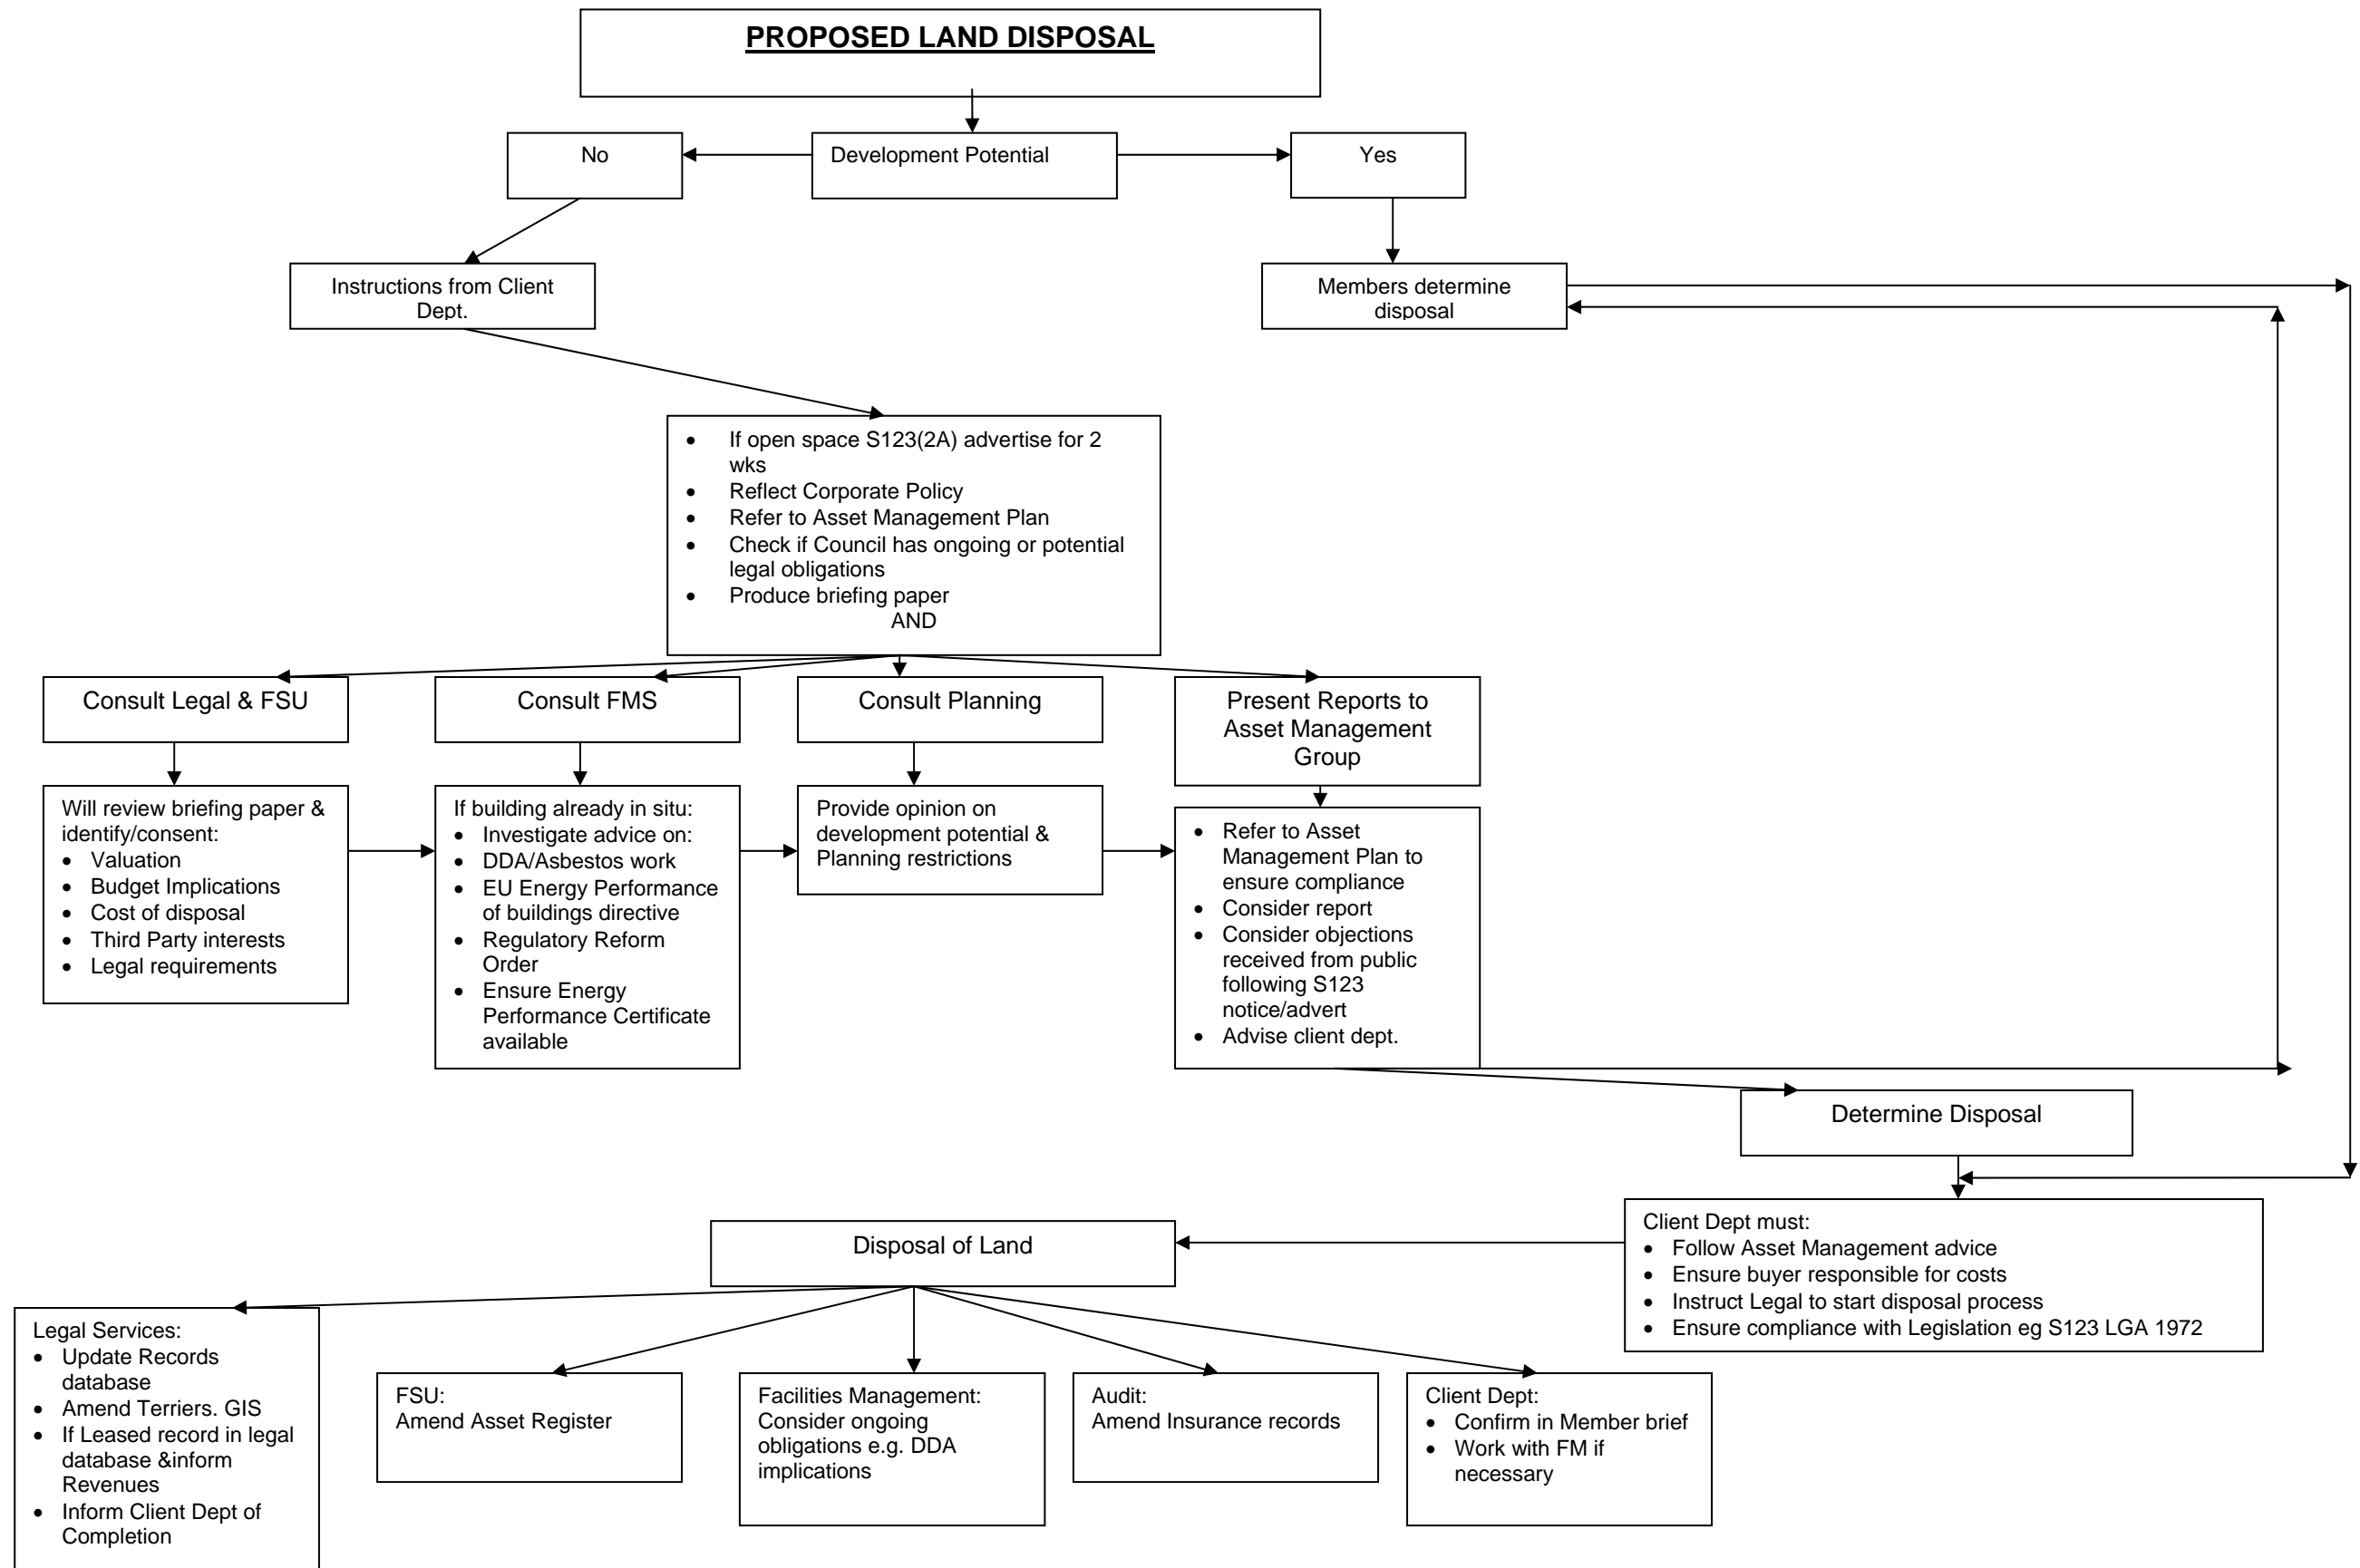 PROPOSED LAND DISPOSAL
No
Development Potential
Yes
Instructions from Client
Dept.
Members determine
disposal
• If open space S123(2A) advertise for 2
wks
• Reflect Corporate Policy
• Refer to Asset Management Plan
• Check if Council has ongoing or potential
legal obligations
• Produce briefing paper
AND
Consult Legal & FSU
Consult FMS
Consult Planning
Present Reports to
Asset Management
Group
Will review briefing paper &
identify/consent:
• Valuation
• Budget Implications
• Cost of disposal
• Third Party interests
• Legal requirements
If building already in situ:
• Investigate advice on:
• DDA/Asbestos work
• EU Energy Performance
of buildings directive
• Regulatory Reform
Order
• Ensure Energy
Performance Certificate
available
Provide opinion on
development potential &
Planning restrictions
• Refer to Asset
Management Plan to
ensure compliance
• Consider report
• Consider objections
received from public
following S123
notice/advert
• Advise client dept.
Determine Disposal
Client Dept must:
• Follow Asset Management advice
• Ensure buyer responsible for costs
• Instruct Legal to start disposal process
• Ensure compliance with Legislation eg S123 LGA 1972
Disposal of Land
Legal Services:
• Update Records
database
• Amend Terriers. GIS
• If Leased record in legal
database &inform
Revenues
• Inform Client Dept of
Completion
FSU:
Amend Asset Register
Facilities Management:
Consider ongoing
obligations e.g. DDA
implications
Audit:
Amend Insurance records
Client Dept:
• Confirm in Member brief
• Work with FM if
necessary